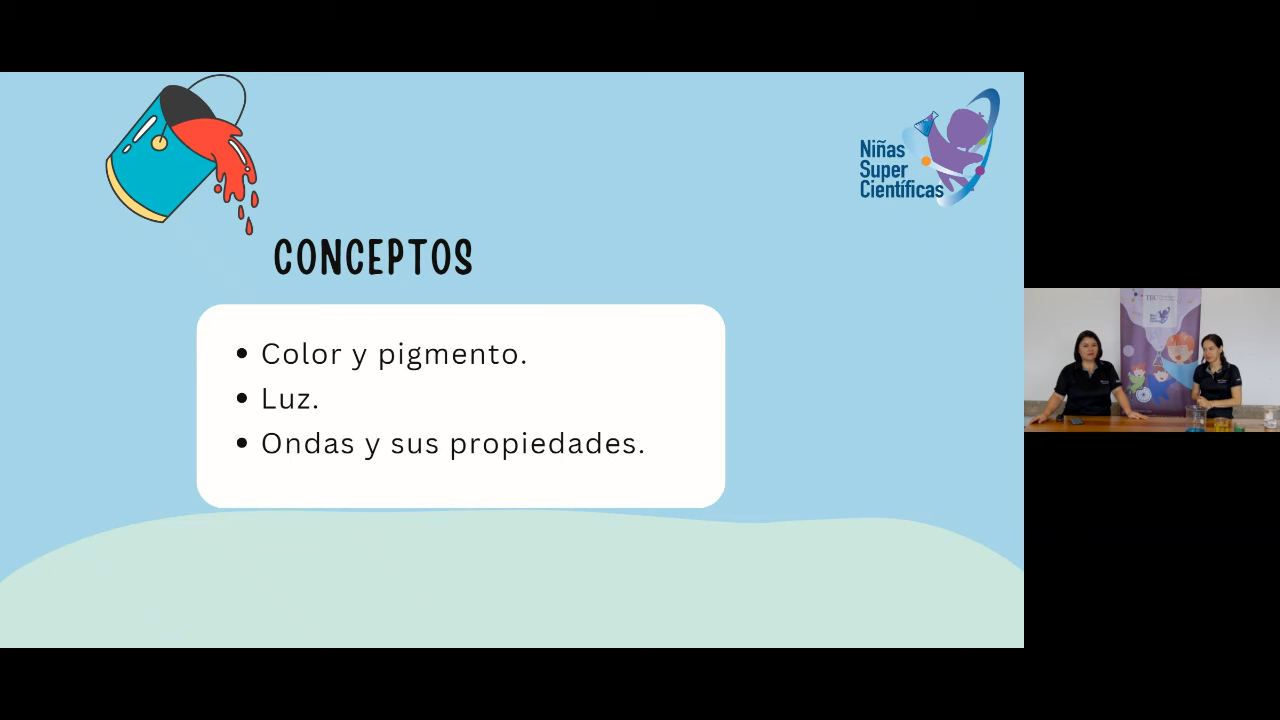 Niñas
Super
Científicas
CONCEPTOS
• Color y pigmento.
• Luz.
• Ondas y sus propiedades.